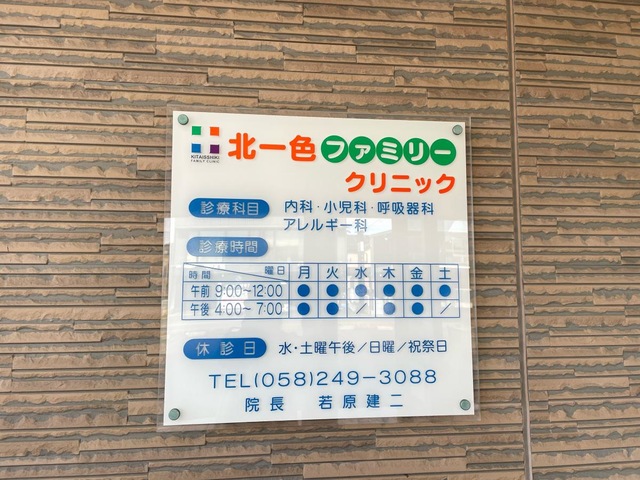 北一色ファミリー
クリニック
KITAISSHIKI
FAMILY CLINIC
診療科目 内科・小児科・呼吸器科
アレルギー科
診療時間
時間 曜日 月 火 水 木 金 土
午前 9:00〜12:00 ● ● ● ● ● ●
午後 4:00〜 7:00 ● ● ／ ● ● ／
休診日 水・土曜午後／日曜／祝祭日
TEL(058)249-3088
院長 若原建二